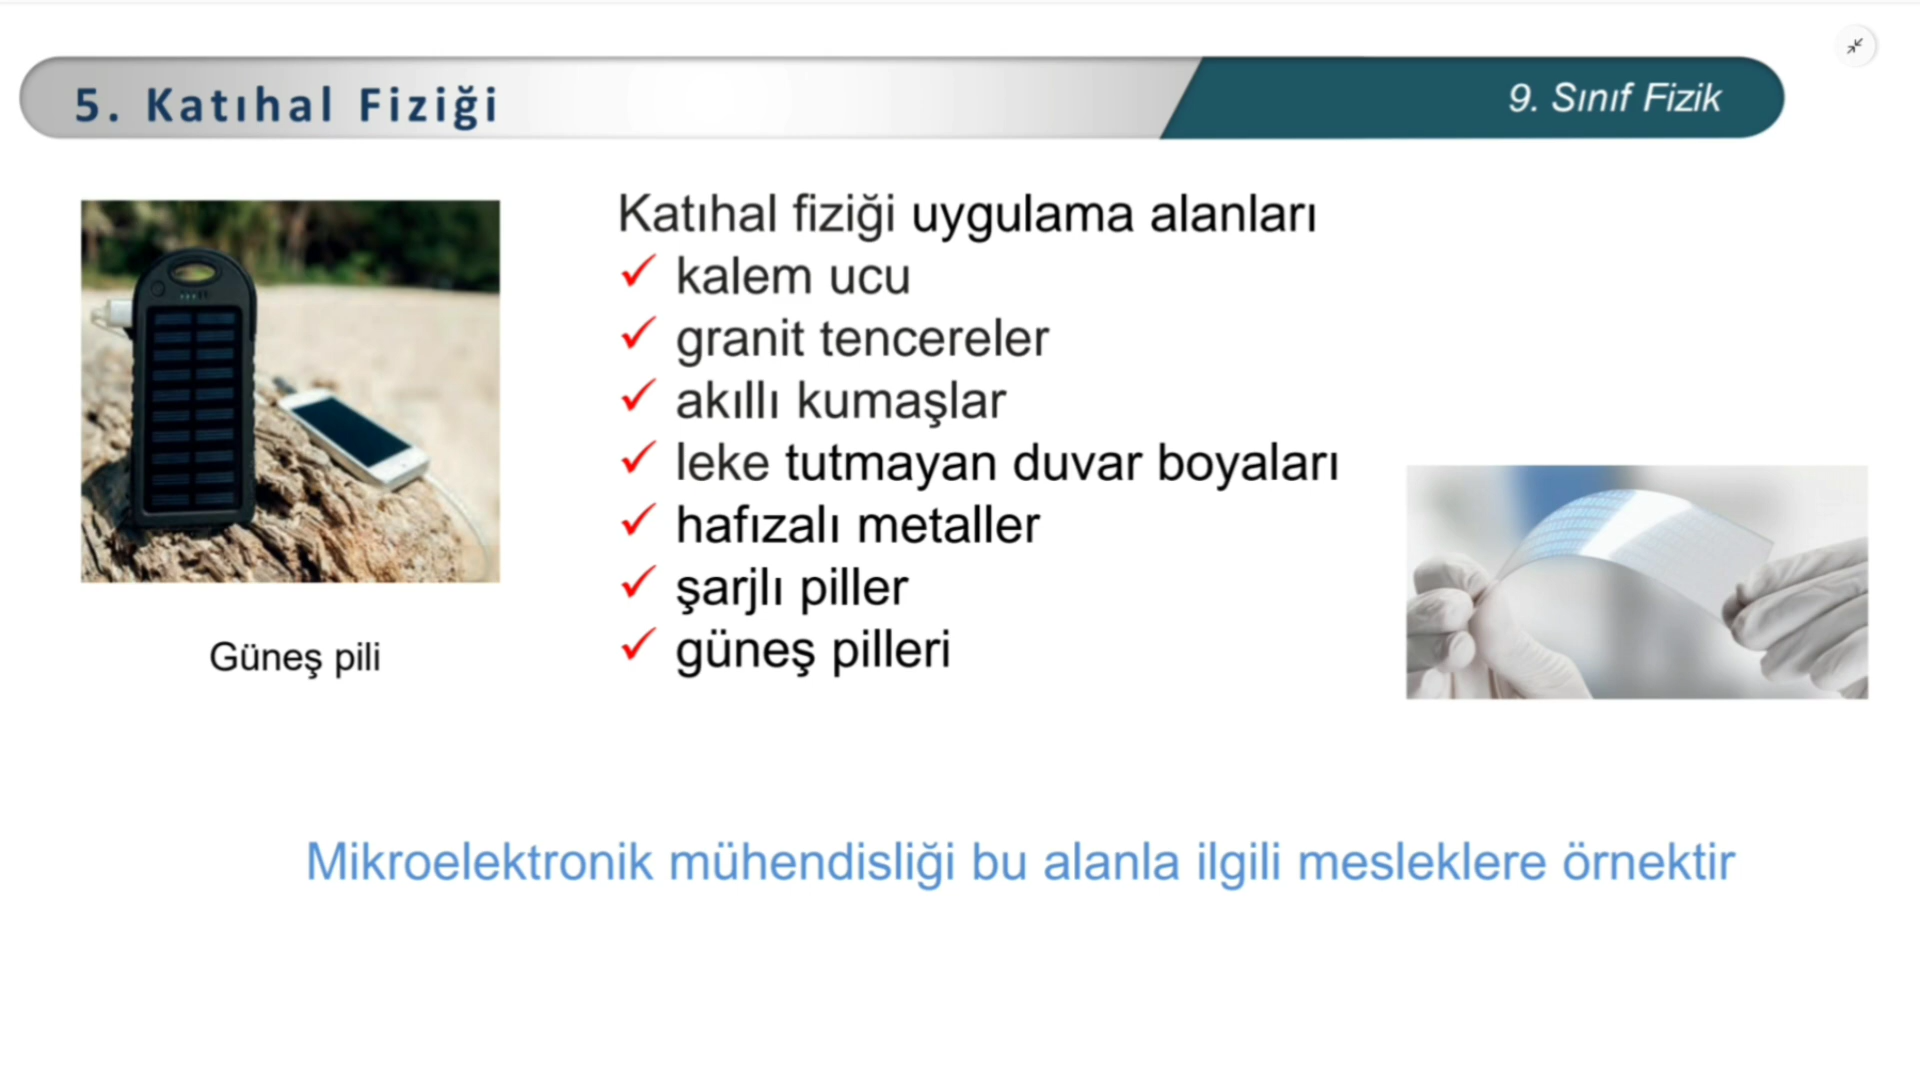 5. Katıhal Fiziği
9. Sınıf Fizik
Katıhal fiziği uygulama alanları
kalem ucu
granit tencereler
akıllı kumaşlar
leke tutmayan duvar boyaları
hafızalı metaller
şarjlı piller
güneş pilleri
Güneş pili
Mikroelektronik mühendisliği bu alanla ilgili mesleklere örnektir